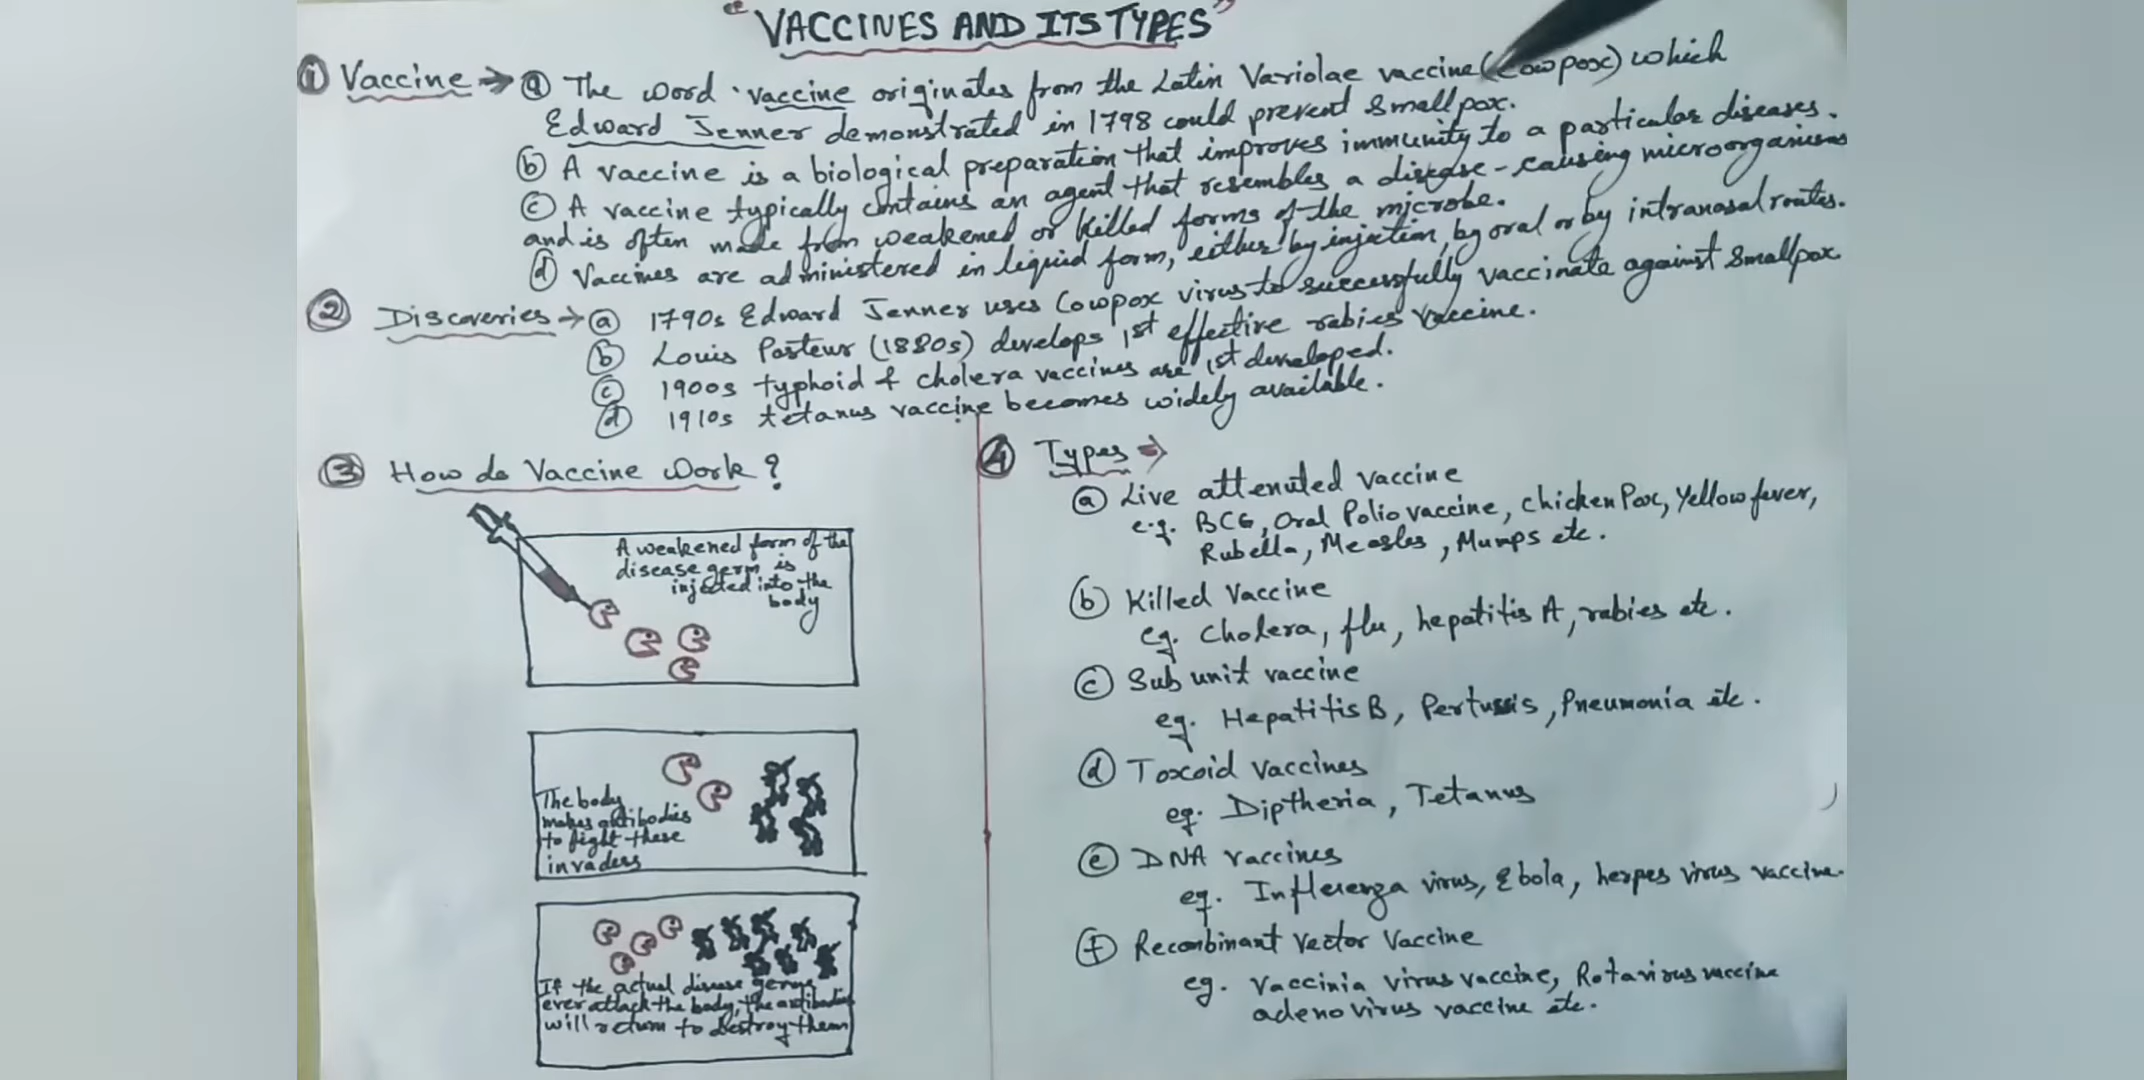 "VACCINES AND ITS TYPES"
① Vaccine → ⓐ The word 'vaccine originates from the Latin Variolae vaccine (Cowpox) which
Edward Jenner demonstrated in 1798 could prevent Smallpox.
ⓑ A vaccine is a biological preparation that improves immunity to a particular diseases.
ⓒ A vaccine typically contains an agent that resembles a disease-causing microorganisms
and is often made from weakened or killed forms of the microbe.
ⓓ Vaccines are administered in liquid form, either by injection, by oral or by intranasal routes.
② Discoveries → ⓐ 1790s Edward Jenner uses Cowpox virus to successfully vaccinate against Smallpox
ⓑ Louis Pasteur (1880s) develops 1st effective rabies vaccine.
ⓒ 1900s typhoid & cholera vaccines are 1st developed.
ⓓ 1910s tetanus vaccine becomes widely available.
③ How do Vaccine Work?
A weakened form of the
disease germ is
injected into the
body
The body
makes antibodies
to fight these
invaders
If the actual disease germs
ever attack the body, the antibodies
will return to destroy them
④ Types ⇒
ⓐ Live attenuted vaccine
e.g. BCG, Oral Polio vaccine, chicken Pox, Yellow fever,
Rubella, Measles, Mumps etc.
ⓑ Killed Vaccine
eg. Cholera, flu, hepatitis A, rabies etc.
ⓒ Sub unit vaccine
eg. Hepatitis B, Pertussis, Pneumonia etc.
ⓓ Toxoid vaccines
eg. Diptheria, Tetanus
ⓔ DNA vaccines
eg. Influenza virus, Ebola, herpes virus vaccine.
ⓕ Recombinant Vector Vaccine
eg. Vaccinia virus vaccine, Rotavirous vaccine
adeno virus vaccine etc.